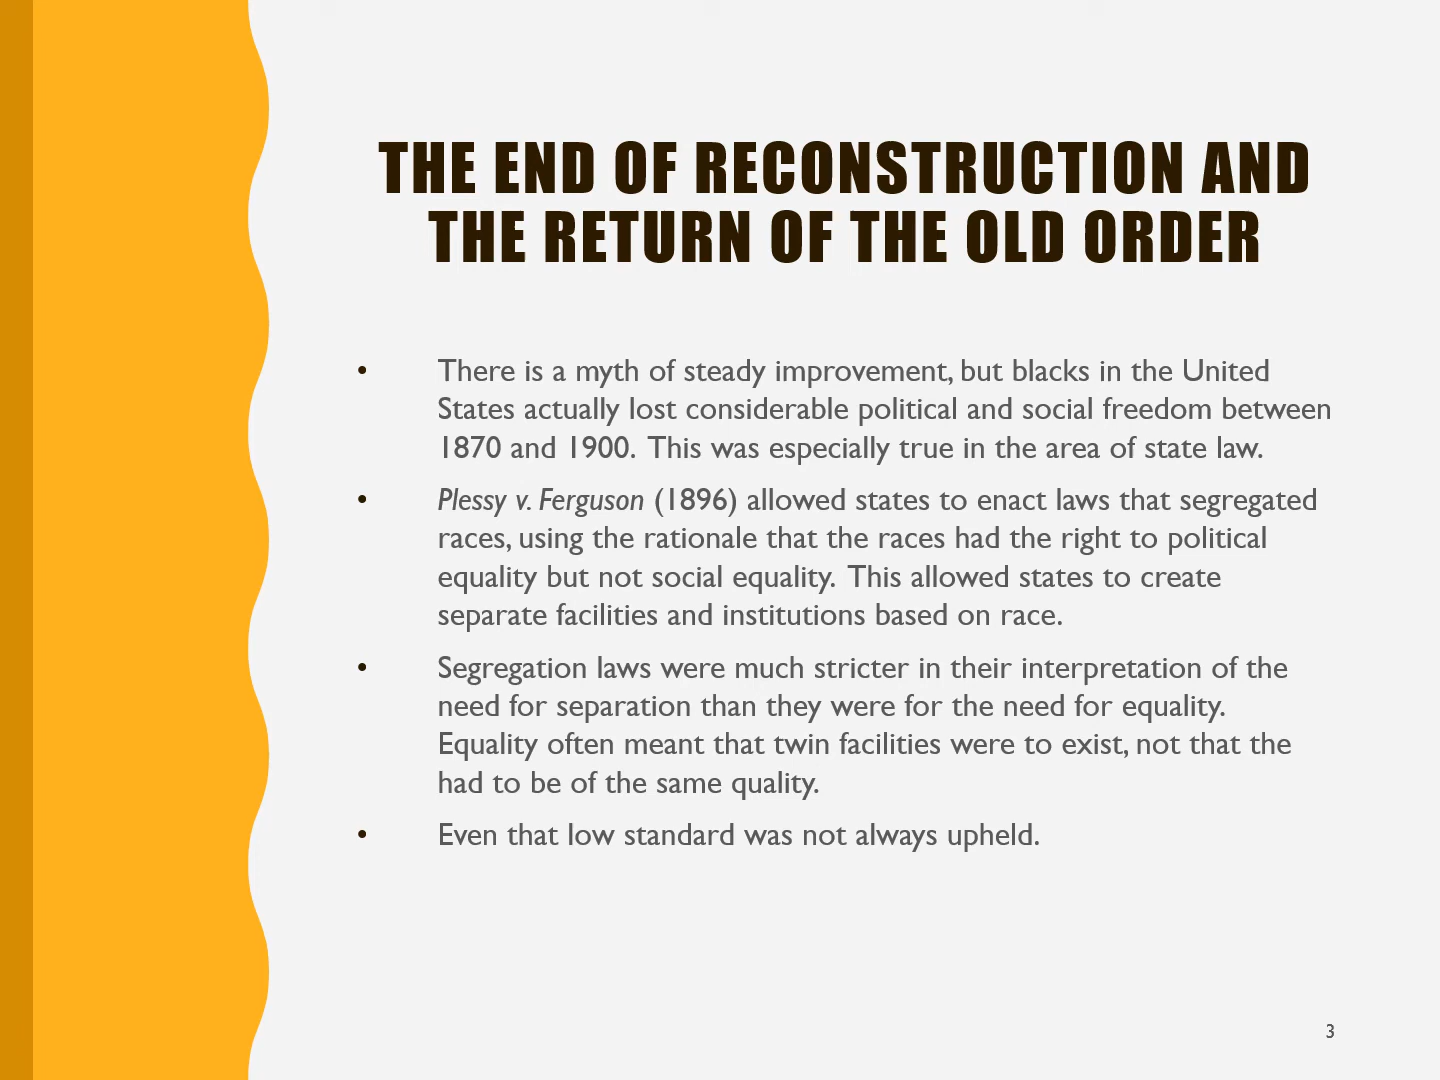 THE END OF RECONSTRUCTION AND
THE RETURN OF THE OLD ORDER
• There is a myth of steady improvement, but blacks in the United
States actually lost considerable political and social freedom between
1870 and 1900. This was especially true in the area of state law.
• Plessy v. Ferguson (1896) allowed states to enact laws that segregated
races, using the rationale that the races had the right to political
equality but not social equality. This allowed states to create
separate facilities and institutions based on race.
• Segregation laws were much stricter in their interpretation of the
need for separation than they were for the need for equality.
Equality often meant that twin facilities were to exist, not that the
had to be of the same quality.
• Even that low standard was not always upheld.
3